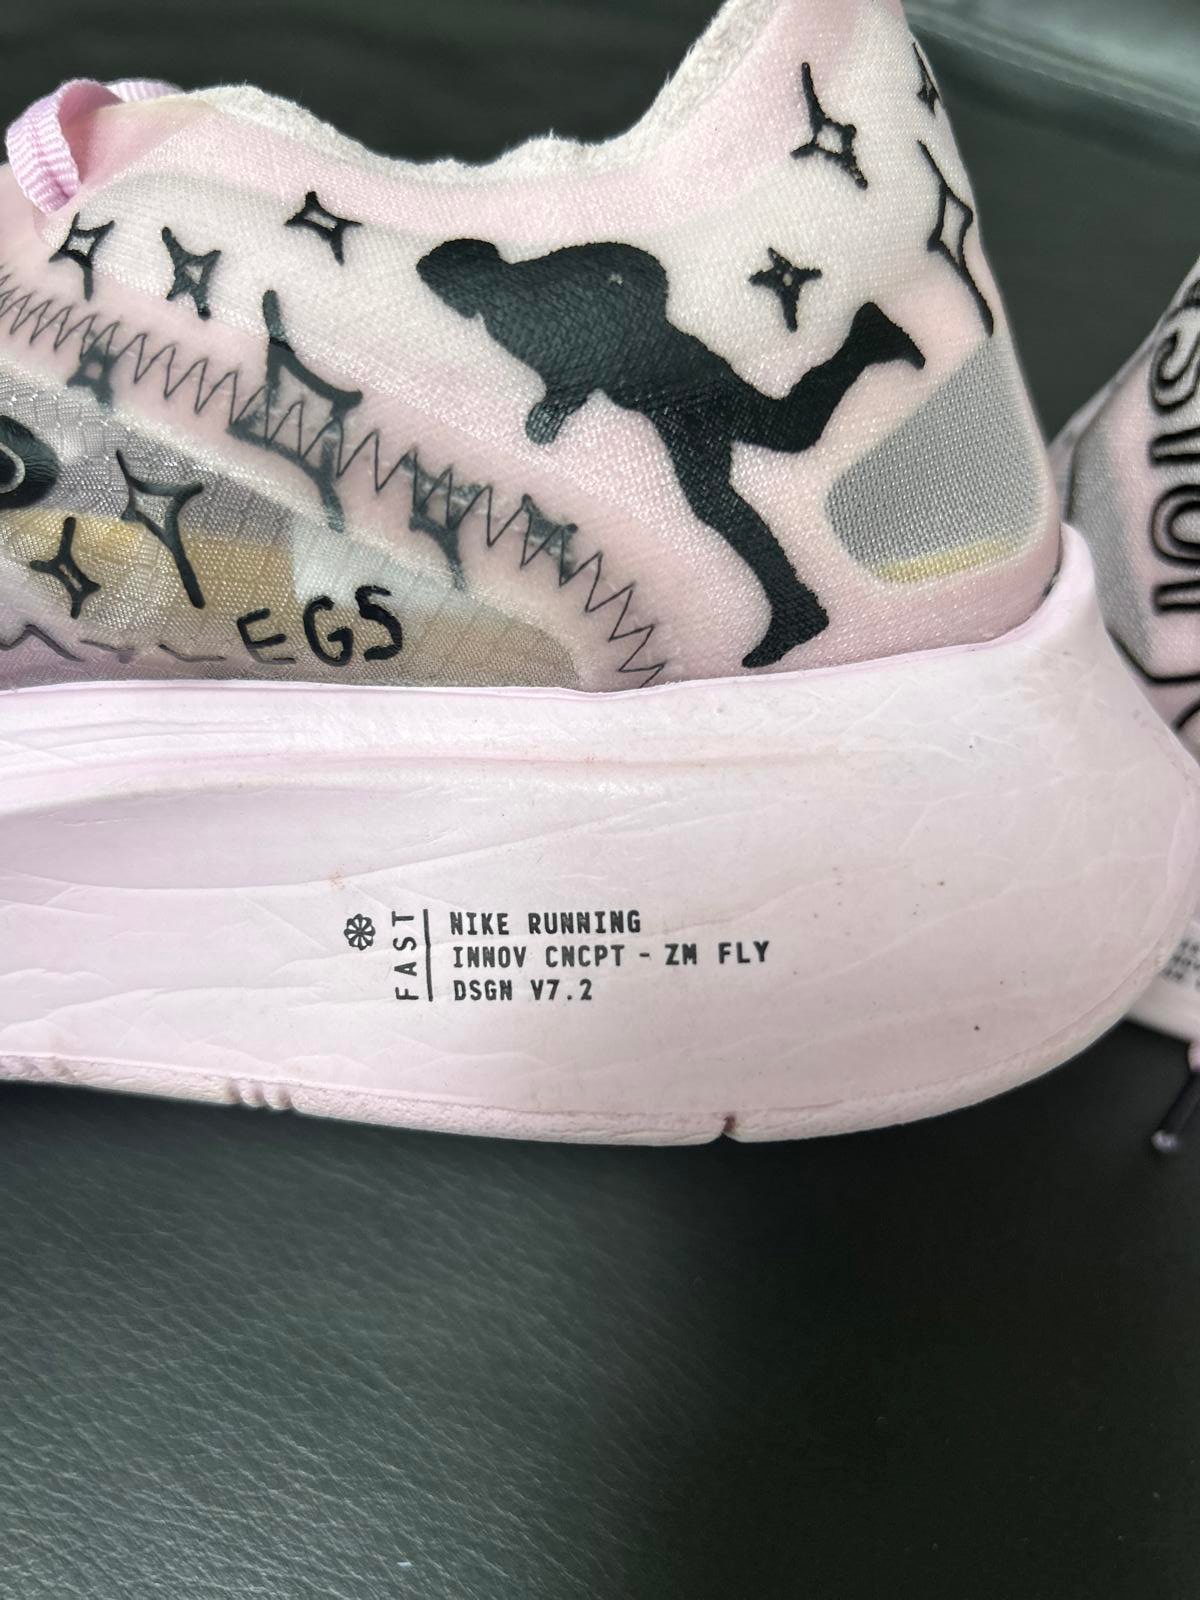 EGS
FAST
NIKE RUNNING
INNOV CNCPT - ZM FLY
DSGN V7.2